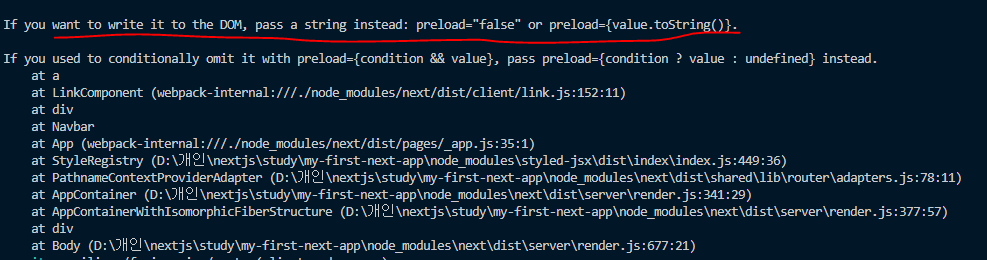 If you want to write it to the DOM, pass a string instead: preload="false" or preload={value.toString()}.
If you used to conditionally omit it with preload={condition && value}, pass preload={condition ? value : undefined} instead.
at a
at LinkComponent (webpack-internal:///./node_modules/next/dist/client/link.js:152:11)
at div
at Navbar
at App (webpack-internal:///./node_modules/next/dist/pages/_app.js:35:1)
at StyleRegistry (D:\개인\nextjs\study\my-first-next-app\node_modules\styled-jsx\dist\index\index.js:449:36)
at PathnameContextProviderAdapter (D:\개인\nextjs\study\my-first-next-app\node_modules\next\dist\shared\lib\router\adapters.js:78:11)
at AppContainer (D:\개인\nextjs\study\my-first-next-app\node_modules\next\dist\server\render.js:341:29)
at AppContainerWithIsomorphicFiberStructure (D:\개인\nextjs\study\my-first-next-app\node_modules\next\dist\server\render.js:377:57)
at div
at Body (D:\개인\nextjs\study\my-first-next-app\node_modules\next\dist\server\render.js:677:21)